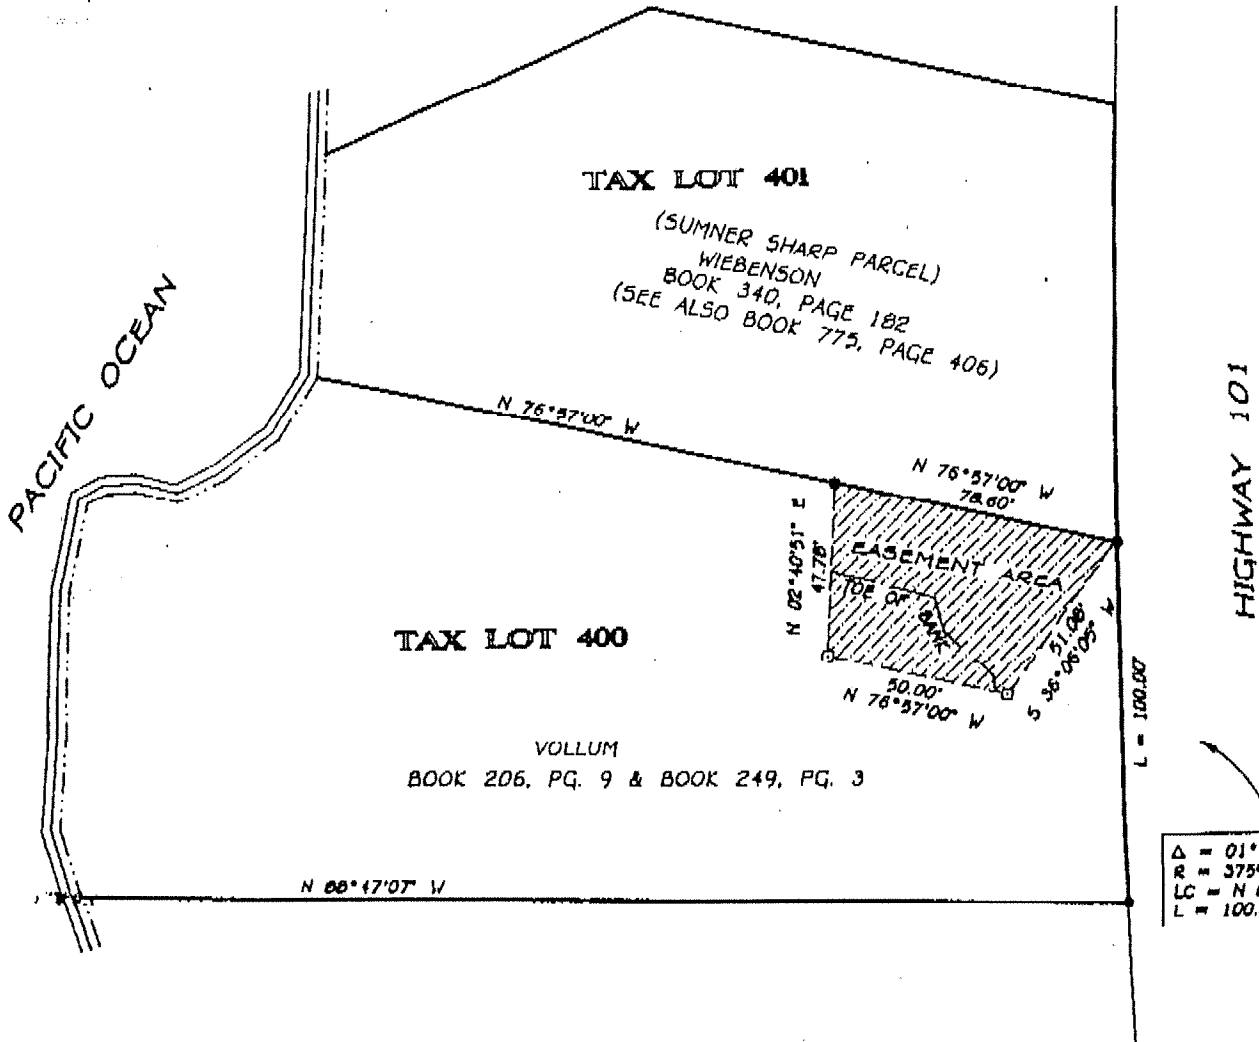 TAX LOT 401
(SUMNER SHARP PARCEL)
WIEBENSON
BOOK 340, PAGE 182
(SEE ALSO BOOK 775, PAGE 406)
PACIFIC OCEAN
HIGHWAY 101
N 76°57'00" W
N 76°57'00" W
78.60'
N 02°40'51" E
47.78'
EASEMENT AREA
TOE OF BANK
51.08'
S 36°06'05" W
50.00'
N 76°57'00" W
TAX LOT 400
L = 100.00
VOLLUM
BOOK 206, PG. 9 & BOOK 249, PG. 3
N 88°47'07" W
Δ = 01°
R = 375
LC = N
L = 100.